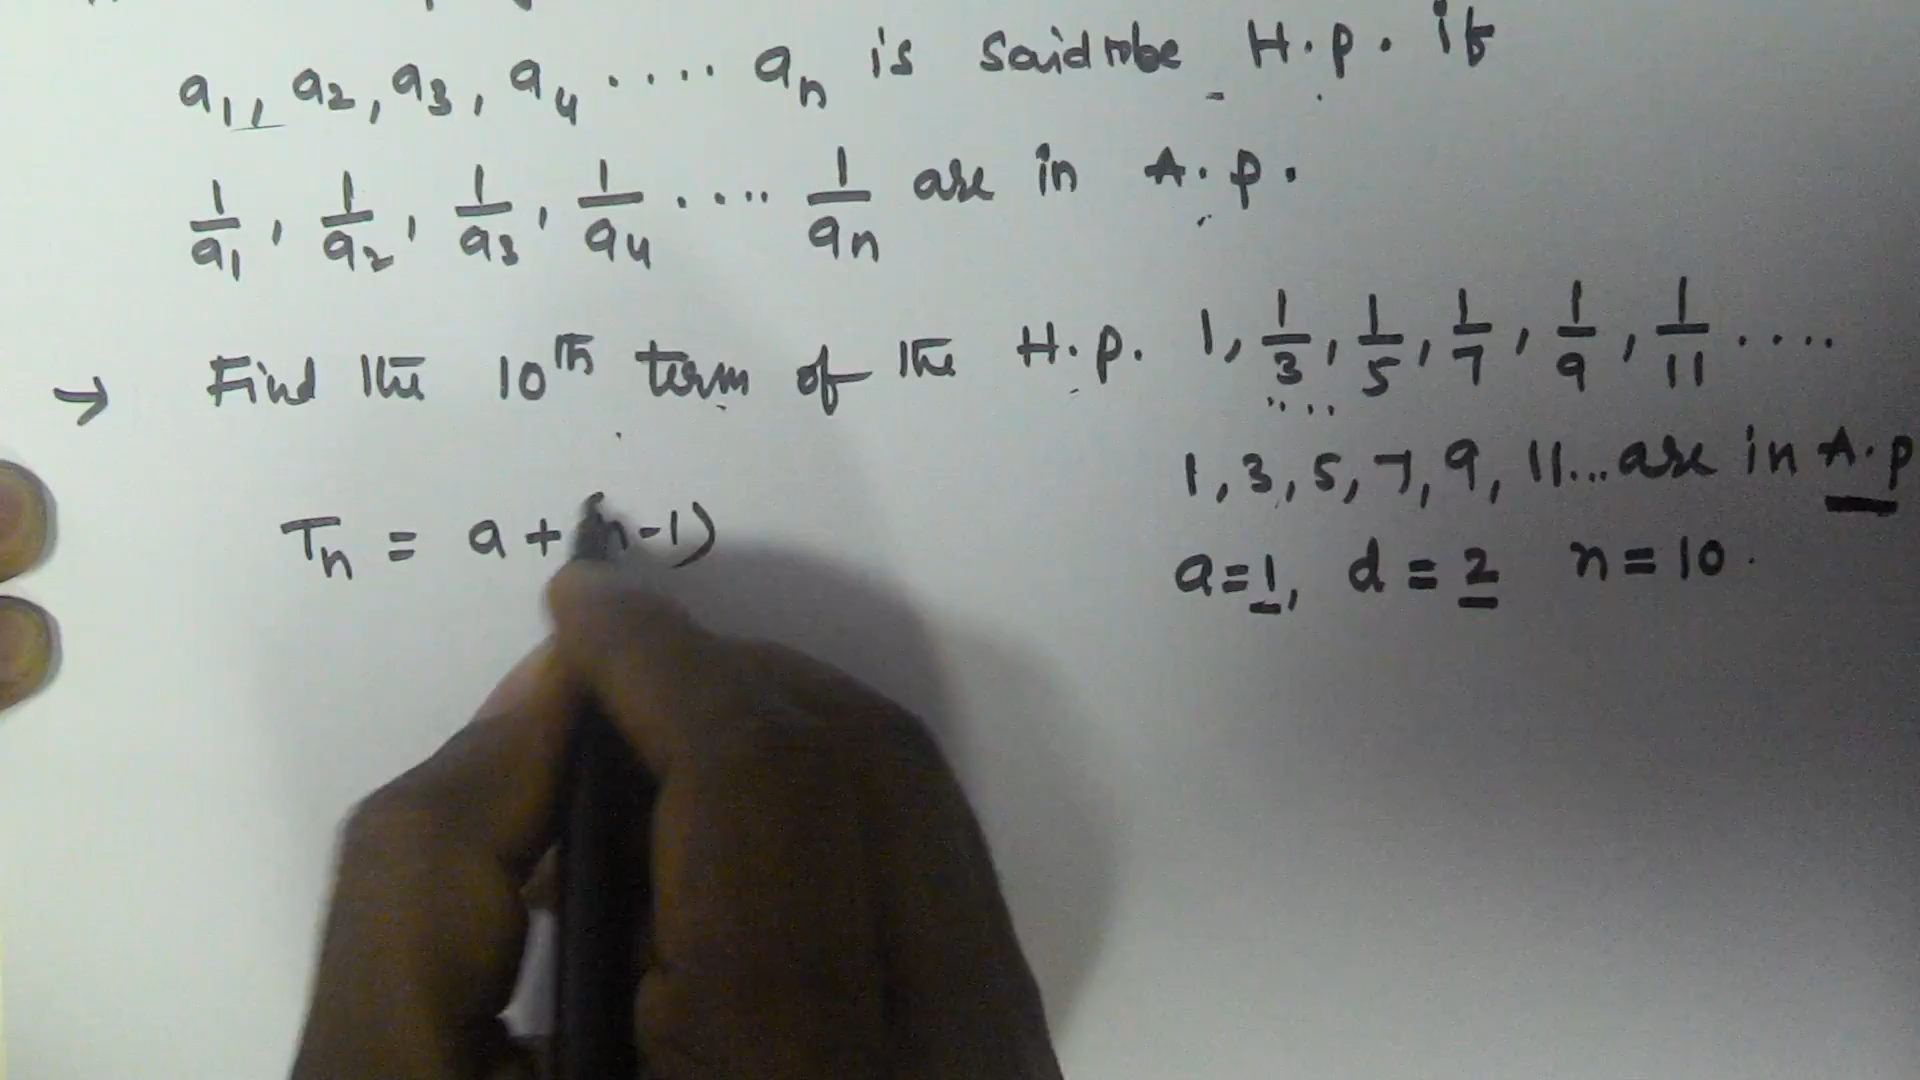 a1, a2, a3, a4 .... an is said to be H.p. if
1/a1, 1/a2, 1/a3, 1/a4 .... 1/an are in A.p.
→ Find the 10th term of the H.p. 1, 1/3, 1/5, 1/7, 1/9, 1/11 ....
1, 3, 5, 7, 9, 11... are in A.p
Tn = a + (n-1)
a=1, d = 2 n = 10.